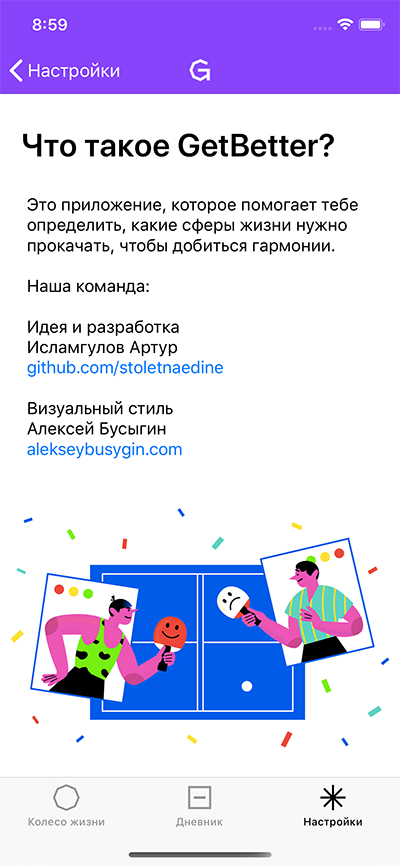 8:59
Настройки
Что такое GetBetter?
Это приложение, которое помогает тебе
определить, какие сферы жизни нужно
прокачать, чтобы добиться гармонии.
Наша команда:
Идея и разработка
Исламгулов Артур
github.com/stoletnaedine
Визуальный стиль
Алексей Бусыгин
alekseybusygin.com
Колесо жизни
Дневник
Настройки